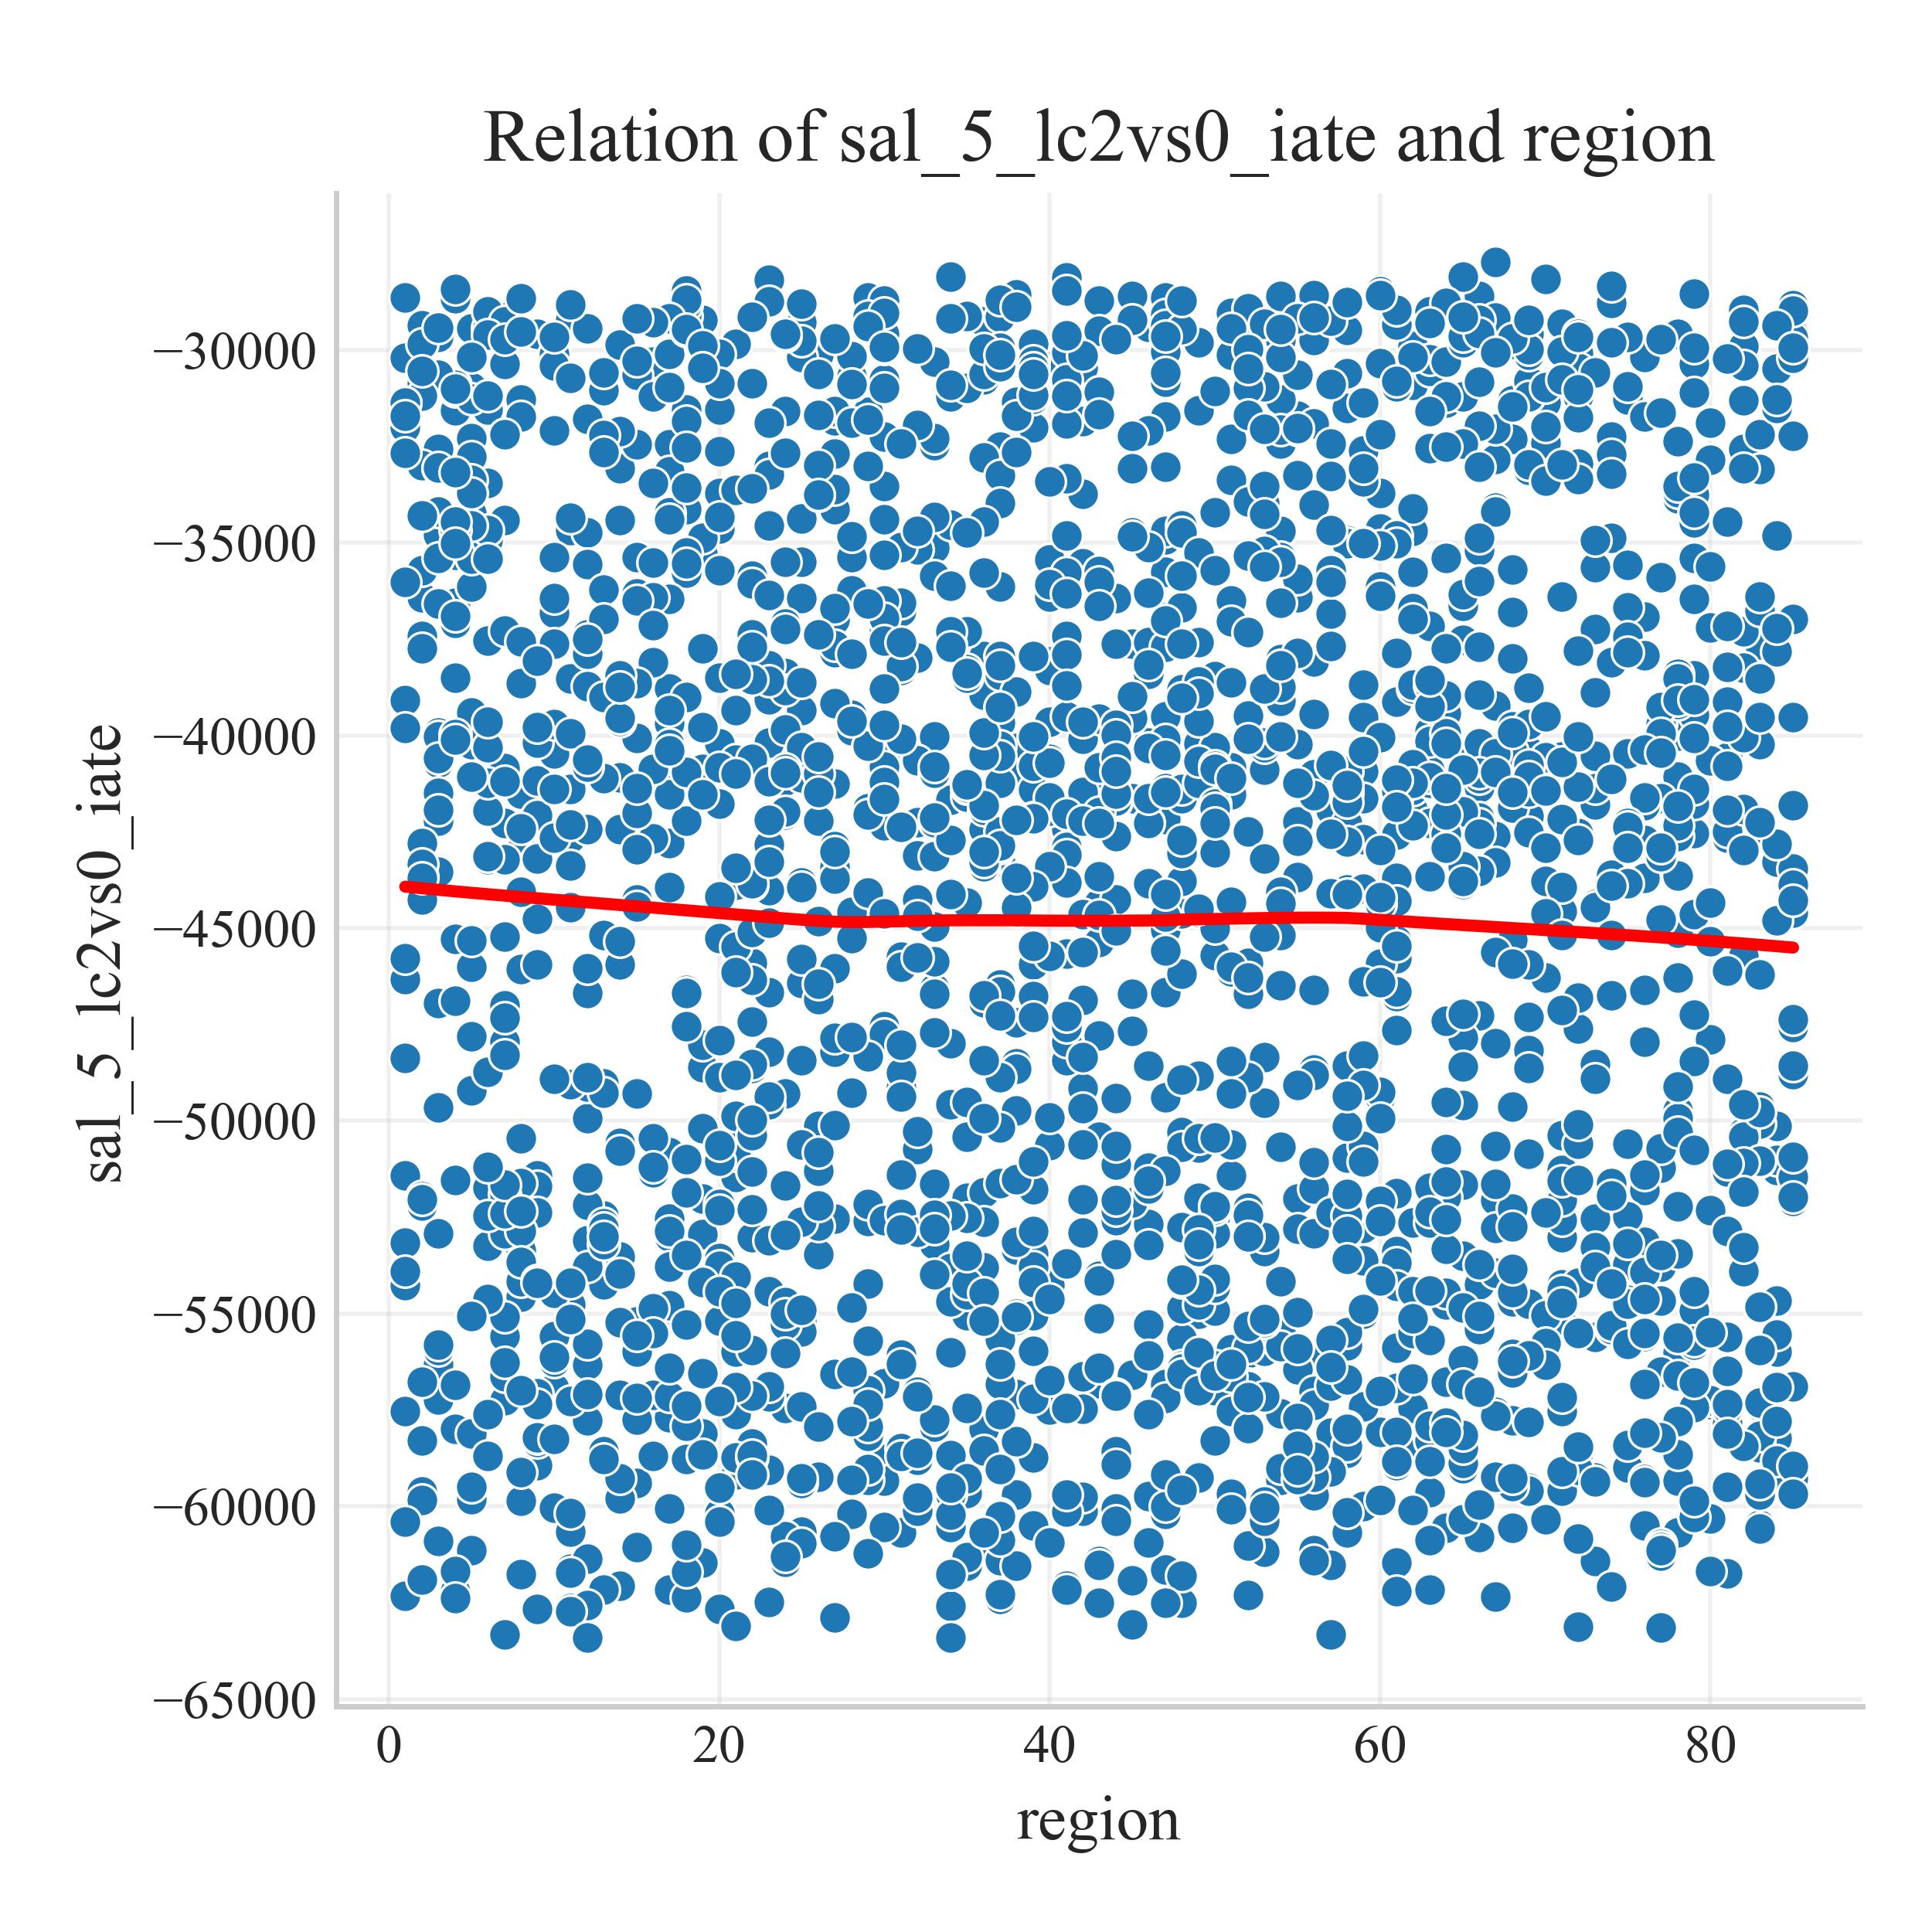 Relation of sal_5_lc2vs0_iate and region
sal_5_lc2vs0_iate
−30000
−35000
−40000
−45000
−50000
−55000
−60000
−65000
0 20 40 60 80
region